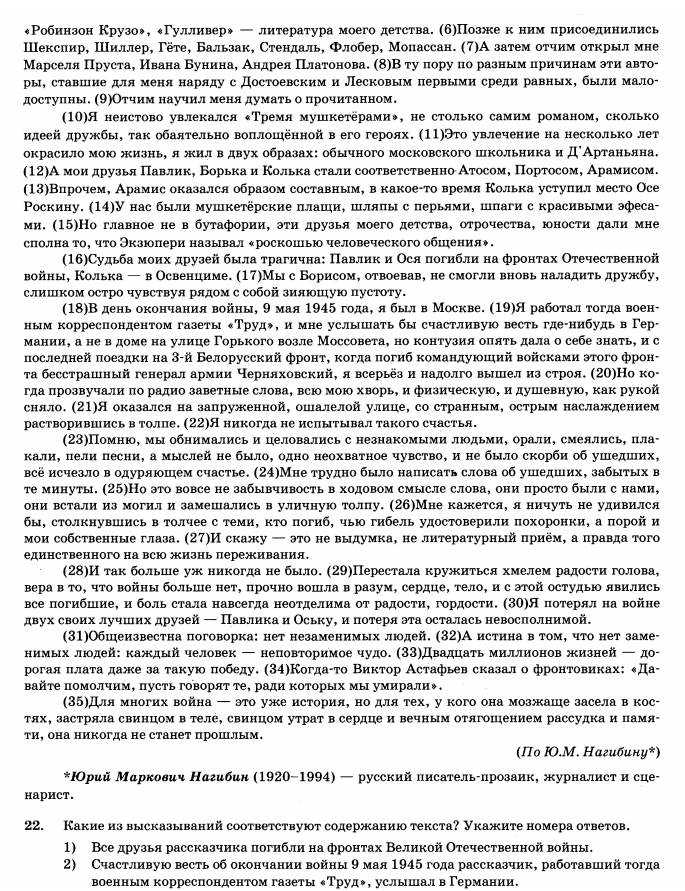 «Робинзон Крузо», «Гулливер» — литература моего детства. (6)Позже к ним присоединились
Шекспир, Шиллер, Гёте, Бальзак, Стендаль, Флобер, Мопассан. (7)А затем отчим открыл мне
Марселя Пруста, Ивана Бунина, Андрея Платонова. (8)В ту пору по разным причинам эти авто-
ры, ставшие для меня наряду с Достоевским и Лесковым первыми среди равных, были мало-
доступны. (9)Отчим научил меня думать о прочитанном.
(10)Я неистово увлекался «Тремя мушкетёрами», не столько самим романом, сколько
идеей дружбы, так обаятельно воплощённой в его героях. (11)Это увлечение на несколько лет
окрасило мою жизнь, я жил в двух образах: обычного московского школьника и Д'Артаньяна.
(12)А мои друзья Павлик, Борька и Колька стали соответственно Атосом, Портосом, Арамисом.
(13)Впрочем, Арамис оказался образом составным, в какое-то время Колька уступил место Осе
Роскину. (14)У нас были мушкетёрские плащи, шляпы с перьями, шпаги с красивыми эфеса-
ми. (15)Но главное не в бутафории, эти друзья моего детства, отрочества, юности дали мне
сполна то, что Экзюпери называл «роскошью человеческого общения».
(16)Судьба моих друзей была трагична: Павлик и Ося погибли на фронтах Отечественной
войны, Колька — в Освенциме. (17)Мы с Борисом, отвоевав, не смогли вновь наладить дружбу,
слишком остро чувствуя рядом с собой зияющую пустоту.
(18)В день окончания войны, 9 мая 1945 года, я был в Москве. (19)Я работал тогда воен-
ным корреспондентом газеты «Труд», и мне услышать бы счастливую весть где-нибудь в Гер-
мании, а не в доме на улице Горького возле Моссовета, но контузия опять дала о себе знать, и с
последней поездки на 3-й Белорусский фронт, когда погиб командующий войсками этого фрон-
та бесстрашный генерал армии Черняховский, я всерьёз и надолго вышел из строя. (20)Но ко-
гда прозвучали по радио заветные слова, всю мою хворь, и физическую, и душевную, как рукой
сняло. (21)Я оказался на запруженной, ошалелой улице, со странным, острым наслаждением
растворившись в толпе. (22)Я никогда не испытывал такого счастья.
(23)Помню, мы обнимались и целовались с незнакомыми людьми, орали, смеялись, пла-
кали, пели песни, а мыслей не было, одно неохватное чувство, и не было скорби об ушедших,
всё исчезло в одуряющем счастье. (24)Мне трудно было написать слова об ушедших, забытых в
те минуты. (25)Но это вовсе не забывчивость в ходовом смысле слова, они просто были с нами,
они встали из могил и замешались в уличную толпу. (26)Мне кажется, я ничуть не удивился
бы, столкнувшись в толчее с теми, кто погиб, чью гибель удостоверили похоронки, а порой и
мои собственные глаза. (27)И скажу — это не выдумка, не литературный приём, а правда того
единственного на всю жизнь переживания.
(28)И так больше уж никогда не было. (29)Перестала кружиться хмелем радости голова,
вера в то, что войны больше нет, прочно вошла в разум, сердце, тело, и с этой остудью явились
все погибшие, и боль стала навсегда неотделима от радости, гордости. (30)Я потерял на войне
двух своих лучших друзей — Павлика и Оську, и потеря эта осталась невосполнимой.
(31)Общеизвестна поговорка: нет незаменимых людей. (32)А истина в том, что нет заме-
нимых людей: каждый человек — неповторимое чудо. (33)Двадцать миллионов жизней — до-
рогая плата даже за такую победу. (34)Когда-то Виктор Астафьев сказал о фронтовиках: «Да-
вайте помолчим, пусть говорят те, ради которых мы умирали».
(35)Для многих война — это уже история, но для тех, у кого она мозжаще засела в кос-
тях, застряла свинцом в теле, свинцом утрат в сердце и вечным отягощением рассудка и памя-
ти, она никогда не станет прошлым.
(По Ю.М. Нагибину*)
*Юрий Маркович Нагибин (1920–1994) — русский писатель-прозаик, журналист и сце-
нарист.
22. Какие из высказываний соответствуют содержанию текста? Укажите номера ответов.
1) Все друзья рассказчика погибли на фронтах Великой Отечественной войны.
2) Счастливую весть об окончании войны 9 мая 1945 года рассказчик, работавший тогда
военным корреспондентом газеты «Труд», услышал в Германии.